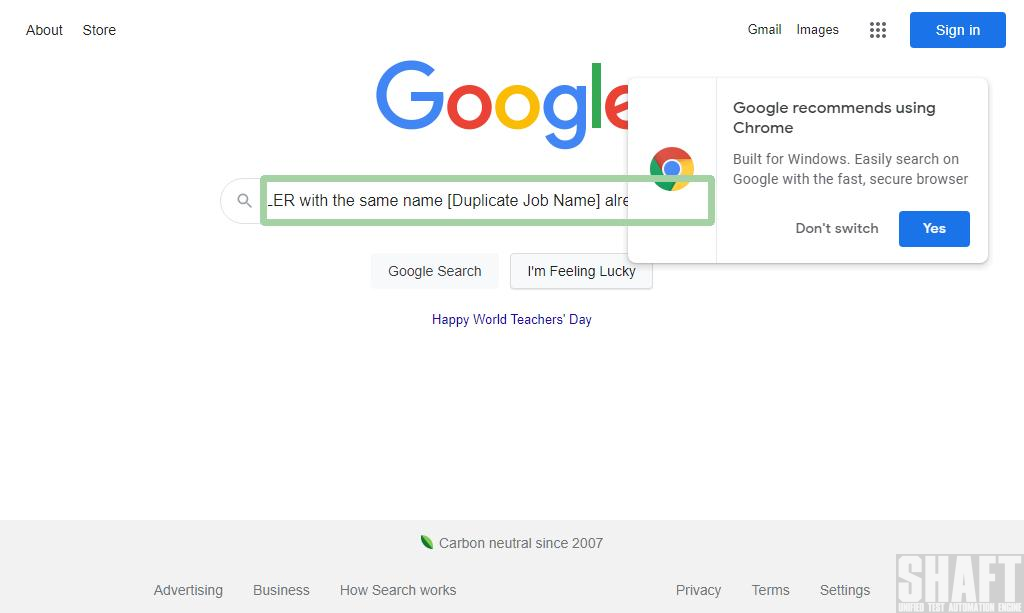 About Store
Gmail Images
Sign in
Google
Google recommends using
Chrome
Built for Windows. Easily search on
Google with the fast, secure browser
Don't switch
Yes
LER with the same name [Duplicate Job Name] alre
Google Search
I'm Feeling Lucky
Happy World Teachers' Day
Carbon neutral since 2007
Advertising Business How Search works
Privacy Terms Settings
SHAFT
UNIFIED TEST AUTOMATION ENGINE